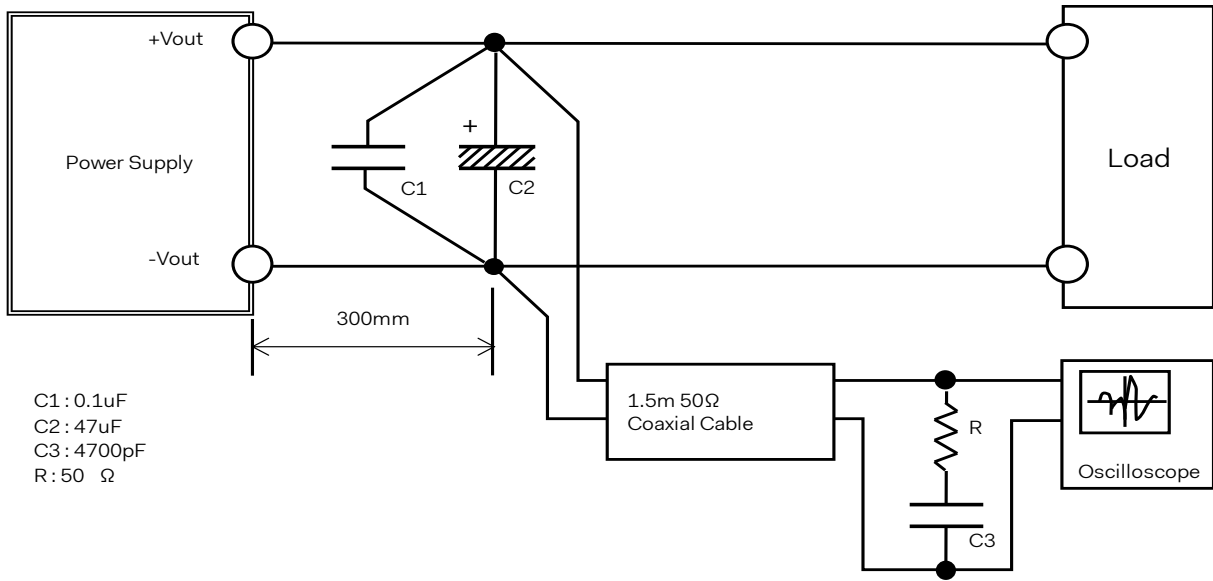 +Vout
Power Supply
-Vout
+
C1
C2
Load
300mm
C1 : 0.1uF
C2 : 47uF
C3 : 4700pF
R : 50 Ω
1.5m 50Ω
Coaxial Cable
R
C3
Oscilloscope